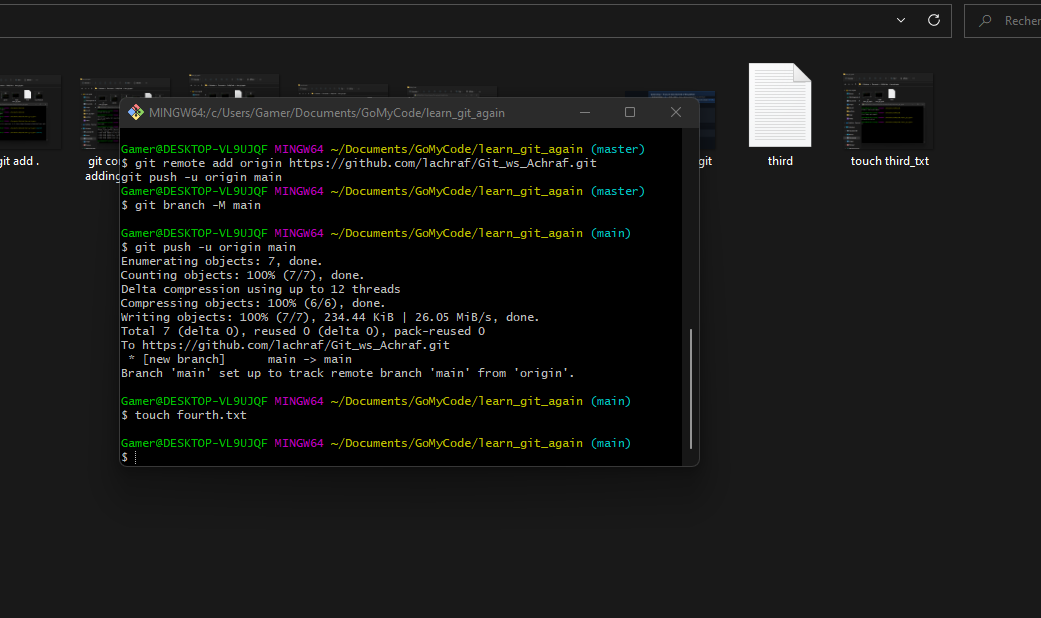 Recher
git add .
git co
adding
git
third
touch third_txt
MINGW64:/c/Users/Gamer/Documents/GoMyCode/learn_git_again
Gamer@DESKTOP-VL9UJQF MINGW64 ~/Documents/GoMyCode/learn_git_again (master)
$ git remote add origin https://github.com/lachraf/Git_ws_Achraf.git
git push -u origin main
Gamer@DESKTOP-VL9UJQF MINGW64 ~/Documents/GoMyCode/learn_git_again (master)
$ git branch -M main
Gamer@DESKTOP-VL9UJQF MINGW64 ~/Documents/GoMyCode/learn_git_again (main)
$ git push -u origin main
Enumerating objects: 7, done.
Counting objects: 100% (7/7), done.
Delta compression using up to 12 threads
Compressing objects: 100% (6/6), done.
Writing objects: 100% (7/7), 234.44 KiB | 26.05 MiB/s, done.
Total 7 (delta 0), reused 0 (delta 0), pack-reused 0
To https://github.com/lachraf/Git_ws_Achraf.git
 * [new branch]      main -> main
Branch 'main' set up to track remote branch 'main' from 'origin'.
Gamer@DESKTOP-VL9UJQF MINGW64 ~/Documents/GoMyCode/learn_git_again (main)
$ touch fourth.txt
Gamer@DESKTOP-VL9UJQF MINGW64 ~/Documents/GoMyCode/learn_git_again (main)
$